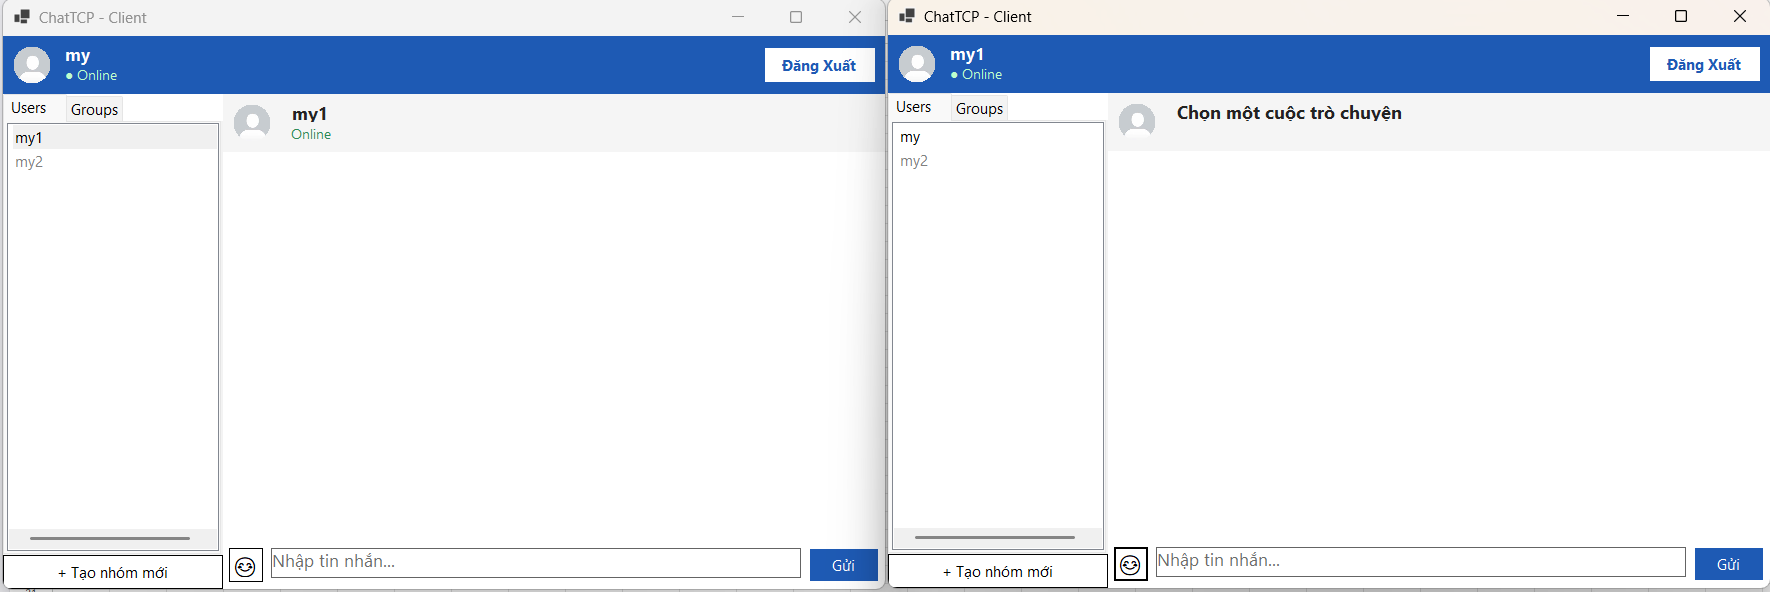 ChatTCP - Client
my
● Online
Đăng Xuất
Users
Groups
my1
my2
my1
Online
+ Tạo nhóm mới
Nhập tin nhắn...
Gửi
ChatTCP - Client
my1
● Online
Đăng Xuất
Users
Groups
my
my2
Chọn một cuộc trò chuyện
+ Tạo nhóm mới
Nhập tin nhắn...
Gửi